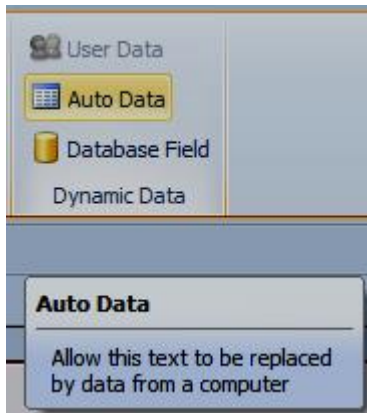 User Data
Auto Data
Database Field
Dynamic Data
Auto Data
Allow this text to be replaced
by data from a computer